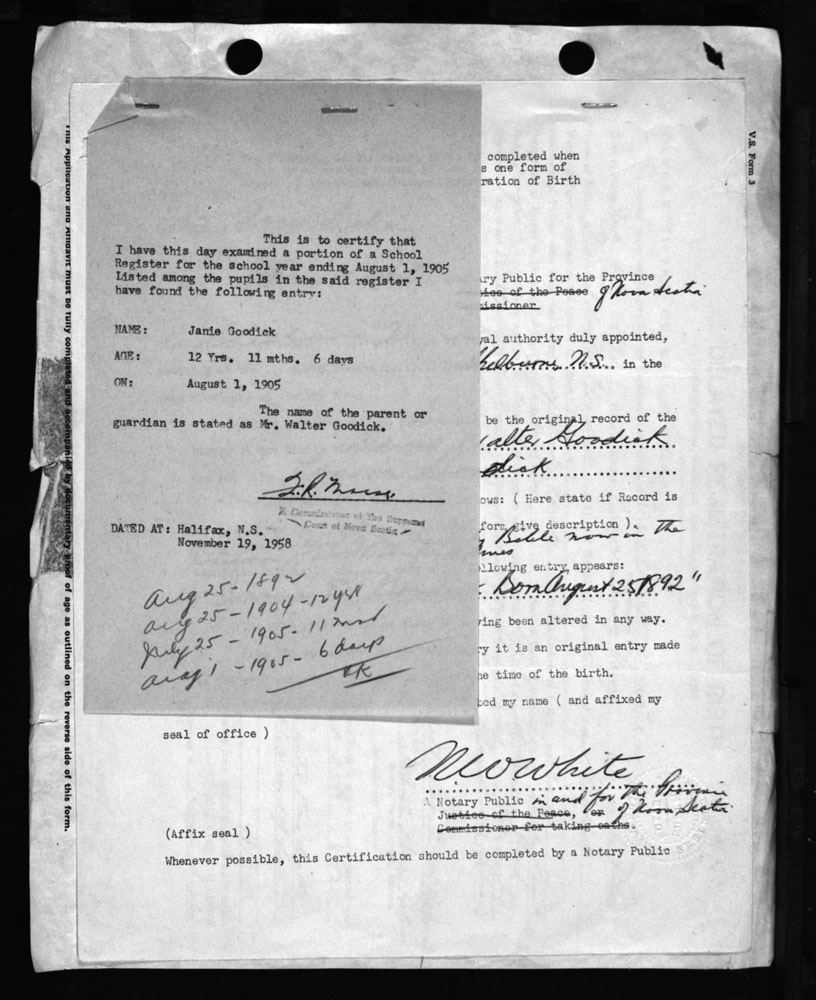 This Application and Affidavit must be fully completed and accompanied by documentary proof of age as outlined on the reverse side of this form.
V.S. Form 3
This is to certify that
I have this day examined a portion of a School
Register for the school year ending August 1, 1905
Listed among the pupils in the said register I
have found the following entry:
NAME: Janie Goodick
AGE: 12 Yrs. 11 mths. 6 days
ON: August 1, 1905
The name of the parent or
guardian is stated as Mr. Walter Goodick.
A Commissioner of The Supreme
Court of Nova Scotia
DATED AT: Halifax, N.S.
November 19, 1958
Aug 25 - 1892
Aug 25 - 1904 - 12 yrs
July 25 - 1905 - 11 mos
Aug 1 - 1905 - 6 days
OK
completed when
s one form of
ration of Birth
ary Public for the Province
ice of the Peace of Nova Scotia
missioner
yal authority duly appointed,
Shelburne N.S. in the
be the original record of the
Walter Goodick
dick
ows: ( Here state if Record is
form give description ).
Bible now in the
llowing entry appears:
Born August 25 1892"
ving been altered in any way.
ry it is an original entry made
he time of the birth.
bed my name ( and affixed my
seal of office )
White
A Notary Public in and for the Province
Justice of the Peace, or of Nova Scotia
Commissioner for taking oaths.
(Affix seal )
Whenever possible, this Certification should be completed by a Notary Public